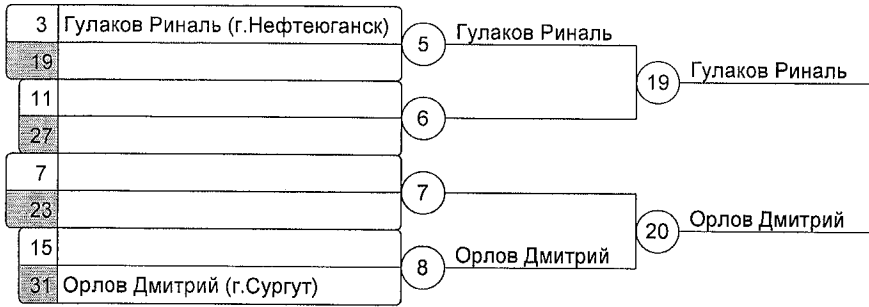 3 Гулаков Риналь (г.Нефтеюганск)
19
5 Гулаков Риналь
11
27
6
19 Гулаков Риналь
7
23
7
15
31 Орлов Дмитрий (г.Сургут)
8 Орлов Дмитрий
20 Орлов Дмитрий